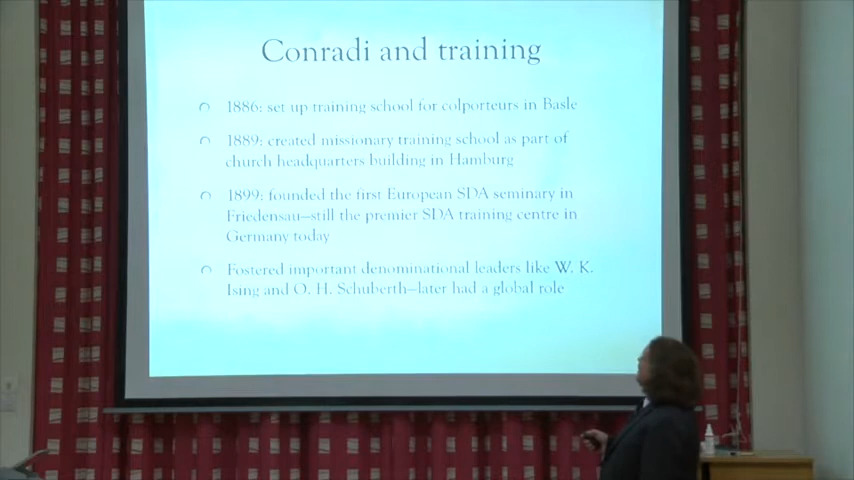 Conradi and training
1886: set up training school for colporteurs in Basle
1889: created missionary training school as part of
church headquarters building in Hamburg
1899: founded the first European SDA seminary in
Friedensau—still the premier SDA training centre in
Germany today
Fostered important denominational leaders like W. K.
Ising and O. H. Schuberth—later had a global role